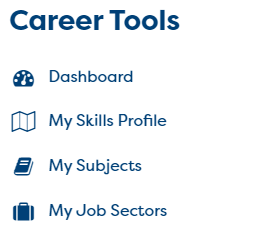 Career Tools
Dashboard
My Skills Profile
My Subjects
My Job Sectors